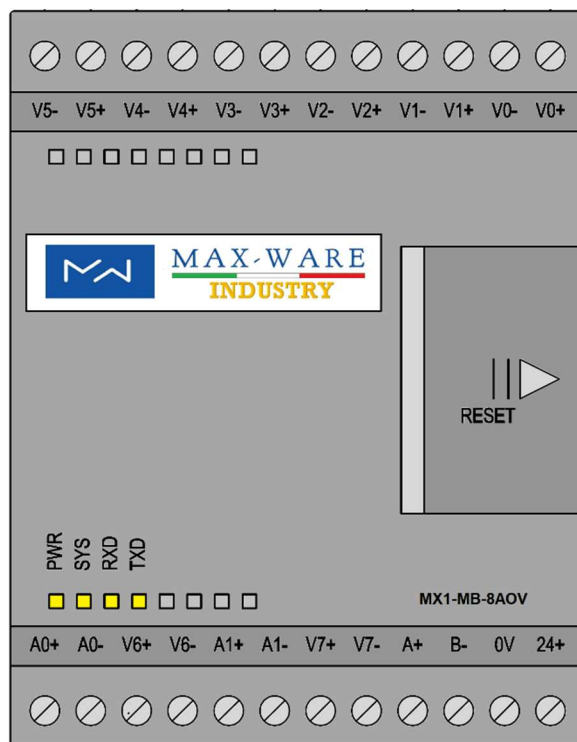 V5- V5+ V4- V4+ V3- V3+ V2- V2+ V1- V1+ V0- V0+
MAX-WARE
INDUSTRY
RESET
PWR SYS RXD TXD
MX1-MB-8AOV
A0+ A0- V6+ V6- A1+ A1- V7+ V7- A+ B- 0V 24+